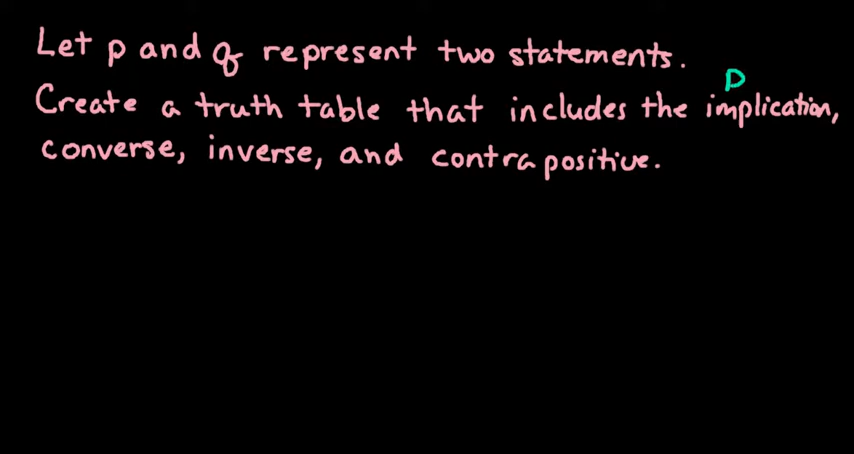 Let p and q represent two statements.
p
Create a truth table that includes the implication,
converse, inverse, and contrapositive.